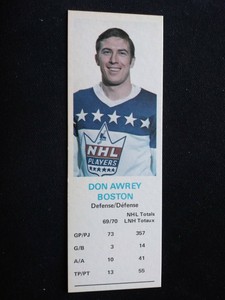 NHL
PLAYERS
DON AWREY
BOSTON
Defense/Défense
NHL Totals
69/70 LNH Totaux
GP/PJ 73 357
G/B 3 14
A/A 10 41
TP/PT 13 55